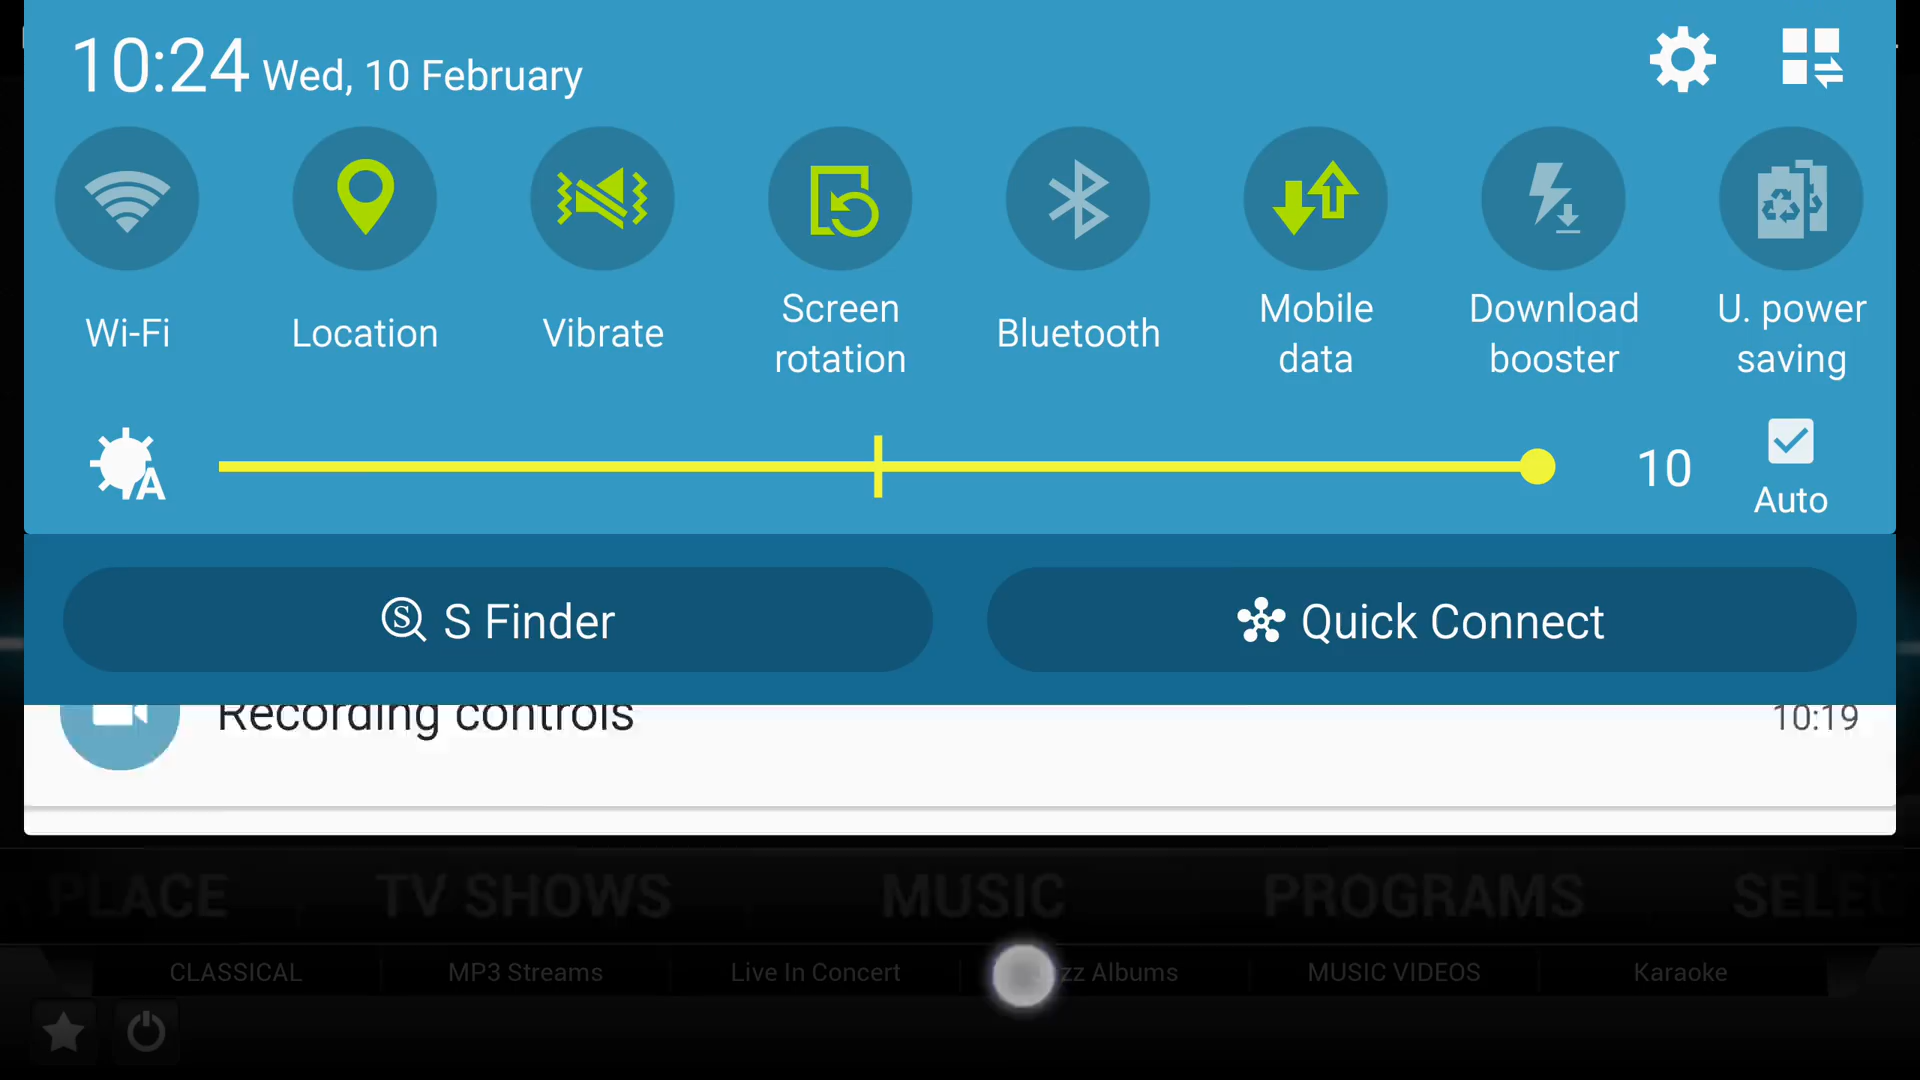 10:24 Wed, 10 February
Wi-Fi
Location
Vibrate
Screen
rotation
Bluetooth
Mobile
data
Download
booster
U. power
saving
A
10
Auto
S Finder
Quick Connect
Recording controls
10:19
PLACE
TV SHOWS
MUSIC
PROGRAMS
CLASSICAL
MP3 Streams
Live In Concert
Albums
MUSIC VIDEOS
Karaoke